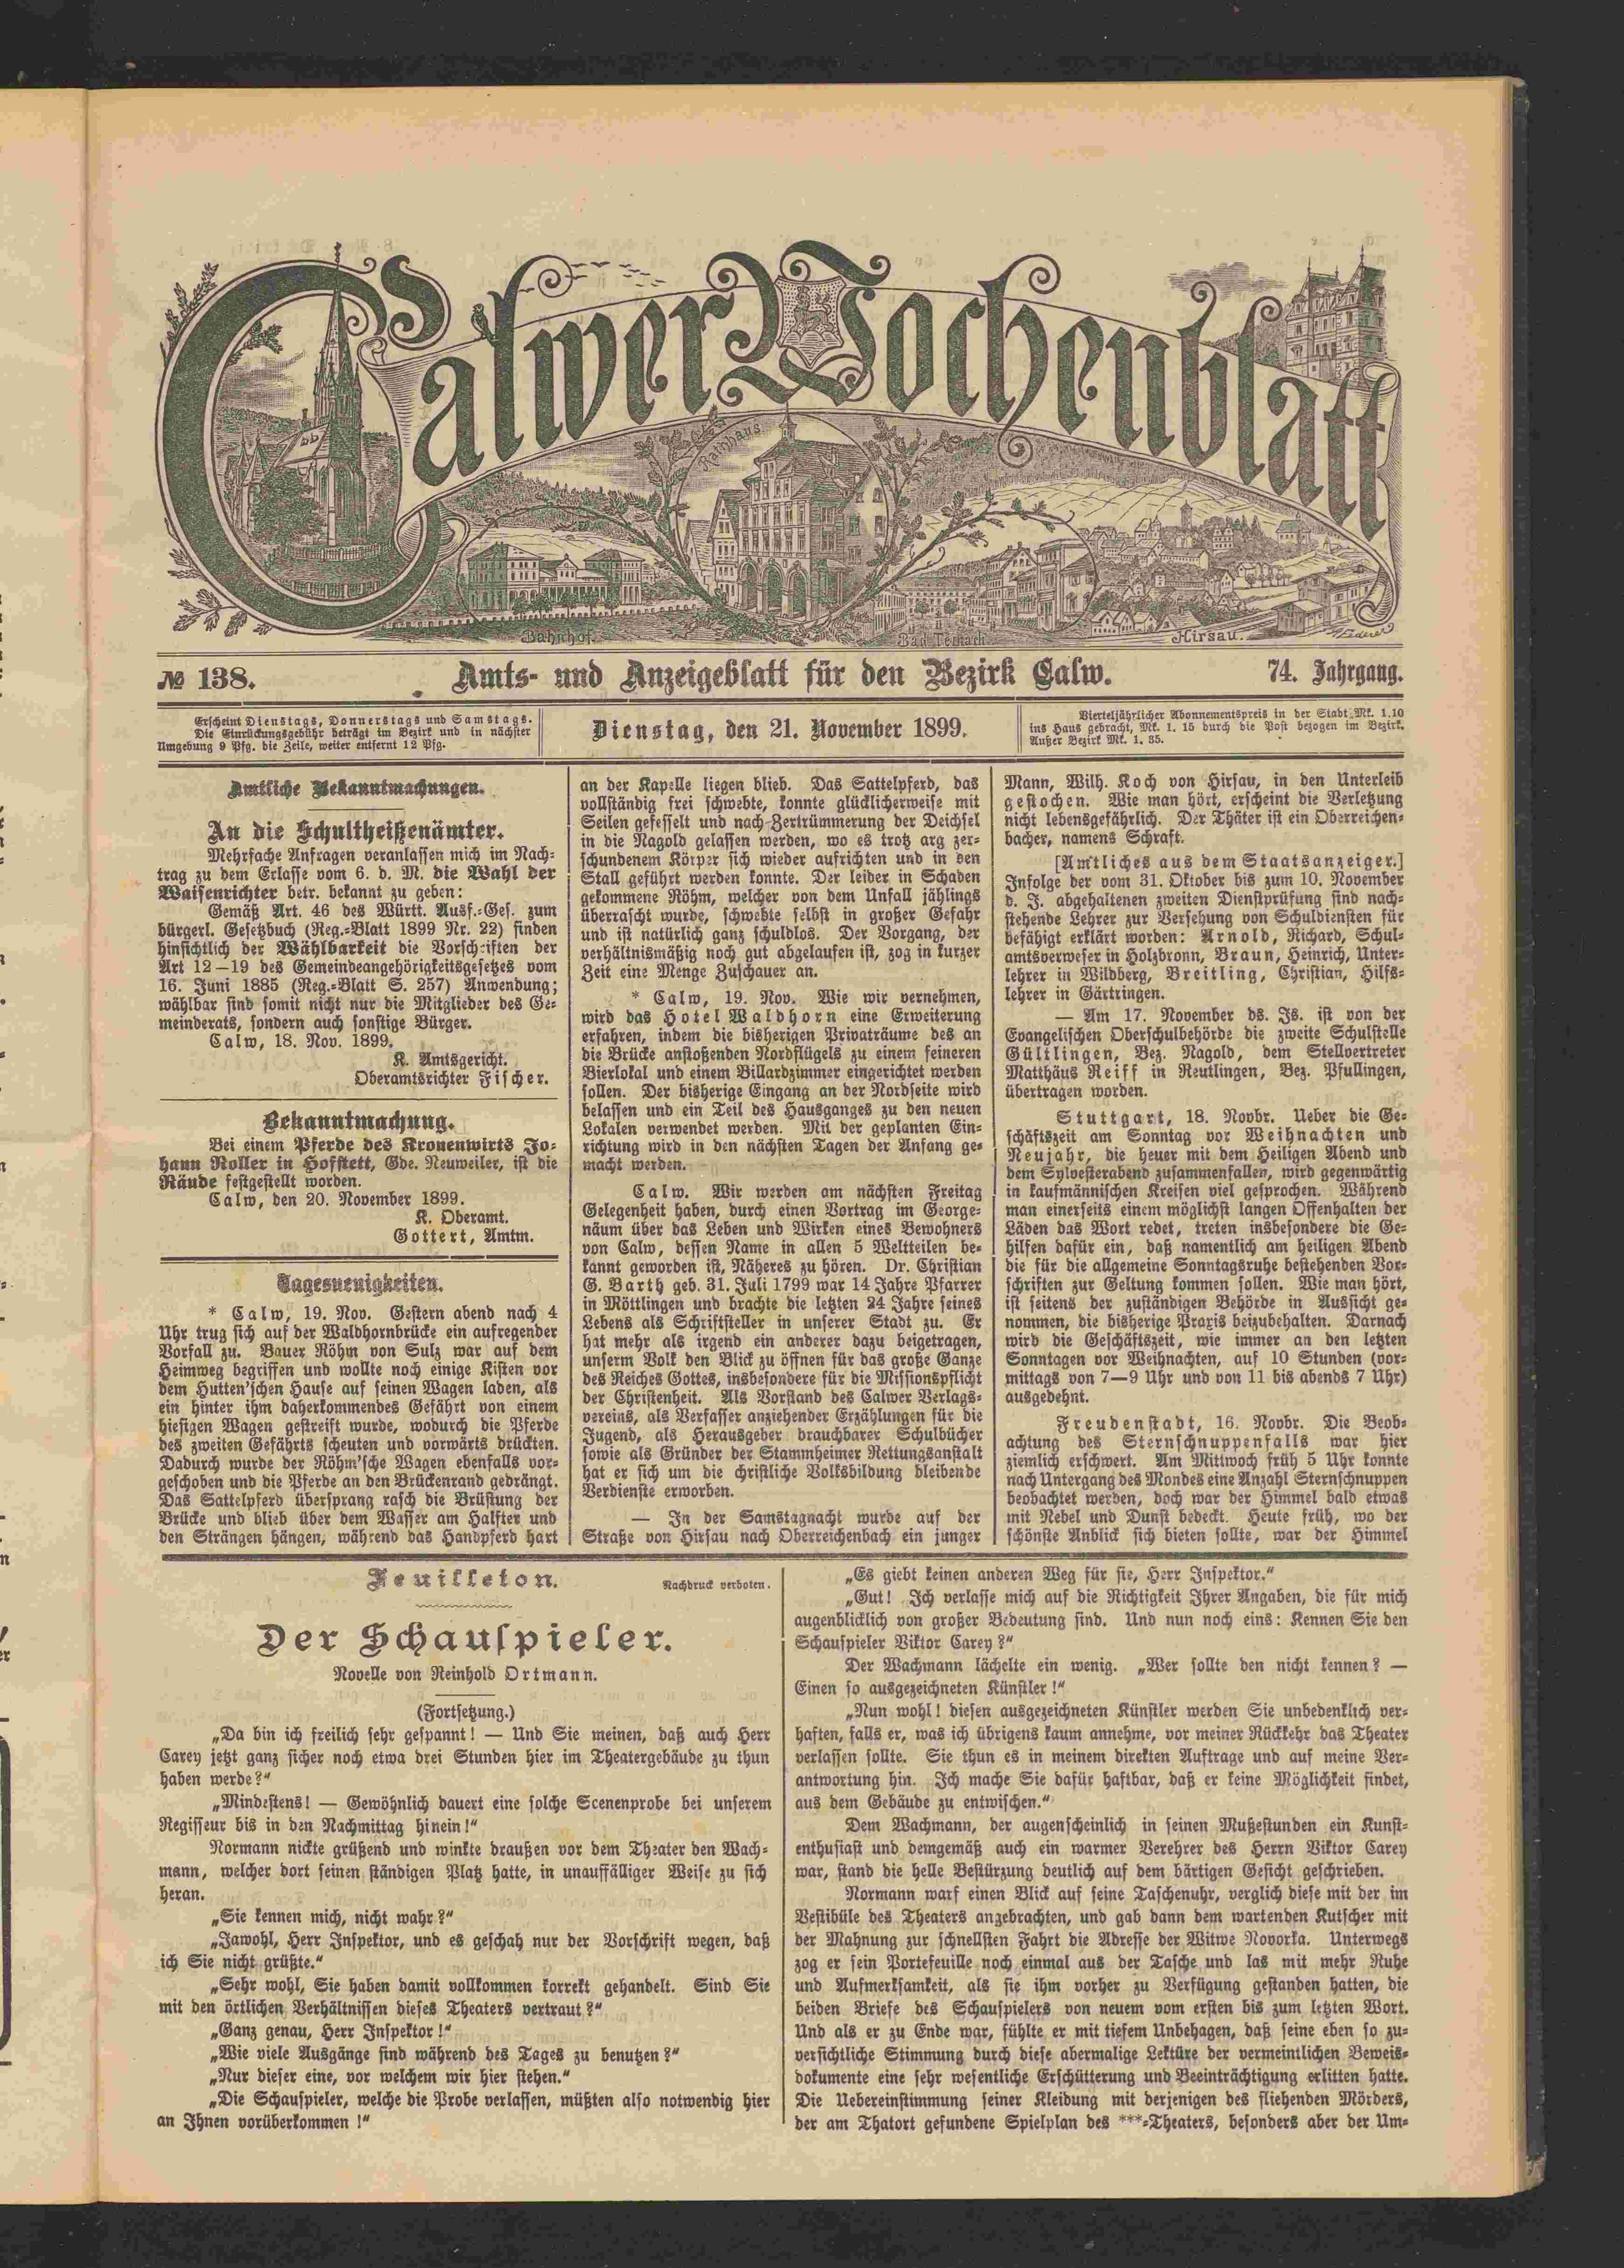 Calwer Wochenblatt
Rathhaus
Bahnhof.
Bad Teinach
Hirsau.
№ 138.
Amts- und Anzeigeblatt für den Bezirk Calw.
74. Jahrgang.
Erscheint Dienstags, Donnerstags und Samstags.
Die Einrückungsgebühr beträgt im Bezirk und in nächster
Umgebung 9 Pfg. die Zeile, weiter entfernt 12 Pfg.
Dienstag, den 21. November 1899.
Vierteljährlicher Abonnementspreis in der Stadt Mk. 1.10
ins Haus gebracht, Mk. 1. 15 durch die Post bezogen im Bezirk.
Außer Bezirk Mk. 1. 35.
Amtliche Bekanntmachungen.
An die Schultheißenämter.
Mehrfache Anfragen veranlassen mich im Nach-
trag zu dem Erlasse vom 6. d. M. die Wahl der
Waisenrichter betr. bekannt zu geben:
Gemäß Art. 46 des Württ. Ausf.-Ges. zum
bürgerl. Gesetzbuch (Reg.-Blatt 1899 Nr. 22) finden
hinsichtlich der Wählbarkeit die Vorschriften der
Art 12—19 des Gemeindeangehörigkeitsgesetzes vom
16. Juni 1885 (Reg.-Blatt S. 257) Anwendung;
wählbar sind somit nicht nur die Mitglieder des Ge-
meinderats, sondern auch sonstige Bürger.
Calw, 18. Nov. 1899.
K. Amtsgericht.
Oberamtsrichter Fischer.
Bekanntmachung.
Bei einem Pferde des Kronenwirts Jo-
hann Roller in Hofstett, Gde. Neuweiler, ist die
Räude festgestellt worden.
Calw, den 20. November 1899.
K. Oberamt.
Gottert, Amtm.
Tagesneuigkeiten.
* Calw, 19. Nov. Gestern abend nach 4
Uhr trug sich auf der Waldhornbrücke ein aufregender
Vorfall zu. Bauer Röhm von Sulz war auf dem
Heimweg begriffen und wollte noch einige Kisten vor
dem Hutten'schen Hause auf seinen Wagen laden, als
ein hinter ihm daherkommendes Gefährt von einem
hiesigen Wagen gestreift wurde, wodurch die Pferde
des zweiten Gefährts scheuten und vorwärts drückten.
Dadurch wurde der Röhm'sche Wagen ebenfalls vor-
geschoben und die Pferde an den Brückenrand gedrängt.
Das Sattelpferd übersprang rasch die Brüstung der
Brücke und blieb über dem Wasser am Halfter und
den Strängen hängen, während das Handpferd hart
an der Kapelle liegen blieb. Das Sattelpferd, das
vollständig frei schwebte, konnte glücklicherweise mit
Seilen gefesselt und nach Zertrümmerung der Deichsel
in die Nagold gelassen werden, wo es trotz arg zer-
schundenem Körper sich wieder aufrichten und in den
Stall geführt werden konnte. Der leider in Schaden
gekommene Röhm, welcher von dem Unfall jählings
überrascht wurde, schwebte selbst in großer Gefahr
und ist natürlich ganz schuldlos. Der Vorgang, der
verhältnismäßig noch gut abgelaufen ist, zog in kurzer
Zeit eine Menge Zuschauer an.
* Calw, 19. Nov. Wie wir vernehmen,
wird das Hotel Waldhorn eine Erweiterung
erfahren, indem die bisherigen Privaträume des an
die Brücke anstoßenden Nordflügels zu einem feineren
Bierlokal und einem Billardzimmer eingerichtet werden
sollen. Der bisherige Eingang an der Nordseite wird
belassen und ein Teil des Hausganges zu den neuen
Lokalen verwendet werden. Mit der geplanten Ein-
richtung wird in den nächsten Tagen der Anfang ge-
macht werden.
Calw. Wir werden am nächsten Freitag
Gelegenheit haben, durch einen Vortrag im George-
näum über das Leben und Wirken eines Bewohners
von Calw, dessen Name in allen 5 Weltteilen be-
kannt geworden ist, Näheres zu hören. Dr. Christian
G. Barth geb. 31. Juli 1799 war 14 Jahre Pfarrer
in Möttlingen und brachte die letzten 24 Jahre seines
Lebens als Schriftsteller in unserer Stadt zu. Er
hat mehr als irgend ein anderer dazu beigetragen,
unserm Volk den Blick zu öffnen für das große Ganze
des Reiches Gottes, insbesondere für die Missionspflicht
der Christenheit. Als Vorstand des Calwer Verlags-
vereins, als Verfasser anziehender Erzählungen für die
Jugend, als Herausgeber brauchbarer Schulbücher
sowie als Gründer der Stammheimer Rettungsanstalt
hat er sich um die christliche Volksbildung bleibende
Verdienste erworben.
— In der Samstagnacht wurde auf der
Straße von Hirsau nach Oberreichenbach ein junger
Mann, Wilh. Koch von Hirsau, in den Unterleib
gestochen. Wie man hört, erscheint die Verletzung
nicht lebensgefährlich. Der Thäter ist ein Oberreichen-
bacher, namens Schraft.
[Amtliches aus dem Staatsanzeiger.]
Infolge der vom 31. Oktober bis zum 10. November
d. J. abgehaltenen zweiten Dienstprüfung sind nach-
stehende Lehrer zur Versehung von Schuldiensten für
befähigt erklärt worden: Arnold, Richard, Schul-
amtsverweser in Holzbronn, Braun, Heinrich, Unter-
lehrer in Wildberg, Breitling, Christian, Hilfs-
lehrer in Gärtringen.
— Am 17. November ds. Js. ist von der
Evangelischen Oberschulbehörde die zweite Schulstelle
Gültlingen, Bez. Nagold, dem Stellvertreter
Matthäus Reiff in Reutlingen, Bez. Pfullingen,
übertragen worden.
Stuttgart, 18. Novbr. Ueber die Ge-
schäftszeit am Sonntag vor Weihnachten und
Neujahr, die heuer mit dem Heiligen Abend und
dem Sylvesterabend zusammenfallen, wird gegenwärtig
in kaufmännischen Kreisen viel gesprochen. Während
man einerseits einem möglichst langen Offenhalten der
Läden das Wort redet, treten insbesondere die Ge-
hilfen dafür ein, daß namentlich am heiligen Abend
die für die allgemeine Sonntagsruhe bestehenden Vor-
schriften zur Geltung kommen sollen. Wie man hört,
ist seitens der zuständigen Behörde in Aussicht ge-
nommen, die bisherige Praxis beizubehalten. Darnach
wird die Geschäftszeit, wie immer an den letzten
Sonntagen vor Weihnachten, auf 10 Stunden (vor-
mittags von 7—9 Uhr und von 11 bis abends 7 Uhr)
ausgedehnt.
Freudenstadt, 16. Novbr. Die Beob-
achtung des Sternschnuppenfalls war hier
ziemlich erschwert. Am Mittwoch früh 5 Uhr konnte
nach Untergang des Mondes eine Anzahl Sternschnuppen
beobachtet werden, doch war der Himmel bald etwas
mit Nebel und Dunst bedeckt. Heute früh, wo der
schönste Anblick sich bieten sollte, war der Himmel
Feuilleton.
Nachdruck verboten.
Der Schauspieler.
Novelle von Reinhold Ortmann.
(Fortsetzung.)
„Da bin ich freilich sehr gespannt! — Und Sie meinen, daß auch Herr
Carey jetzt ganz sicher noch etwa drei Stunden hier im Theatergebäude zu thun
haben werde?“
„Mindestens! — Gewöhnlich dauert eine solche Scenenprobe bei unserem
Regisseur bis in den Nachmittag hinein!“
Normann nickte grüßend und winkte draußen vor dem Theater den Wach-
mann, welcher dort seinen ständigen Platz hatte, in unauffälliger Weise zu sich
heran.
„Sie kennen mich, nicht wahr?“
„Jawohl, Herr Inspektor, und es geschah nur der Vorschrift wegen, daß
ich Sie nicht grüßte.“
„Sehr wohl, Sie haben damit vollkommen korrekt gehandelt. Sind Sie
mit den örtlichen Verhältnissen dieses Theaters vertraut?“
„Ganz genau, Herr Inspektor!“
„Wie viele Ausgänge sind während des Tages zu benutzen?“
„Nur dieser eine, vor welchem wir hier stehen.“
„Die Schauspieler, welche die Probe verlassen, müßten also notwendig hier
an Ihnen vorüberkommen!“
„Es giebt keinen anderen Weg für sie, Herr Inspektor.“
„Gut! Ich verlasse mich auf die Richtigkeit Ihrer Angaben, die für mich
augenblicklich von großer Bedeutung sind. Und nun noch eins: Kennen Sie den
Schauspieler Viktor Carey?“
Der Wachmann lächelte ein wenig. „Wer sollte den nicht kennen? —
Einen so ausgezeichneten Künstler!“
„Nun wohl! diesen ausgezeichneten Künstler werden Sie unbedenklich ver-
haften, falls er, was ich übrigens kaum annehme, vor meiner Rückkehr das Theater
verlassen sollte. Sie thun es in meinem direkten Auftrage und auf meine Ver-
antwortung hin. Ich mache Sie dafür haftbar, daß er keine Möglichkeit findet,
aus dem Gebäude zu entwischen.“
Dem Wachmann, der augenscheinlich in seinen Mußestunden ein Kunst-
enthusiast und demgemäß auch ein warmer Verehrer des Herrn Viktor Carey
war, stand die helle Bestürzung deutlich auf dem bärtigen Gesicht geschrieben.
Normann warf einen Blick auf seine Taschenuhr, verglich diese mit der im
Vestibüle des Theaters angebrachten, und gab dann dem wartenden Kutscher mit
der Mahnung zur schnellsten Fahrt die Adresse der Witwe Novorka. Unterwegs
zog er sein Portefeuille noch einmal aus der Tasche und las mit mehr Ruhe
und Aufmerksamkeit, als sie ihm vorher zu Verfügung gestanden hatten, die
beiden Briefe des Schauspielers von neuem vom ersten bis zum letzten Wort.
Und als er zu Ende war, fühlte er mit tiefem Unbehagen, daß seine eben so zu-
versichtliche Stimmung durch diese abermalige Lektüre der vermeintlichen Beweis-
dokumente eine sehr wesentliche Erschütterung und Beeinträchtigung erlitten hatte.
Die Uebereinstimmung seiner Kleidung mit derjenigen des fliehenden Mörders,
der am Thatort gefundene Spielplan des ***-Theaters, besonders aber der Um-